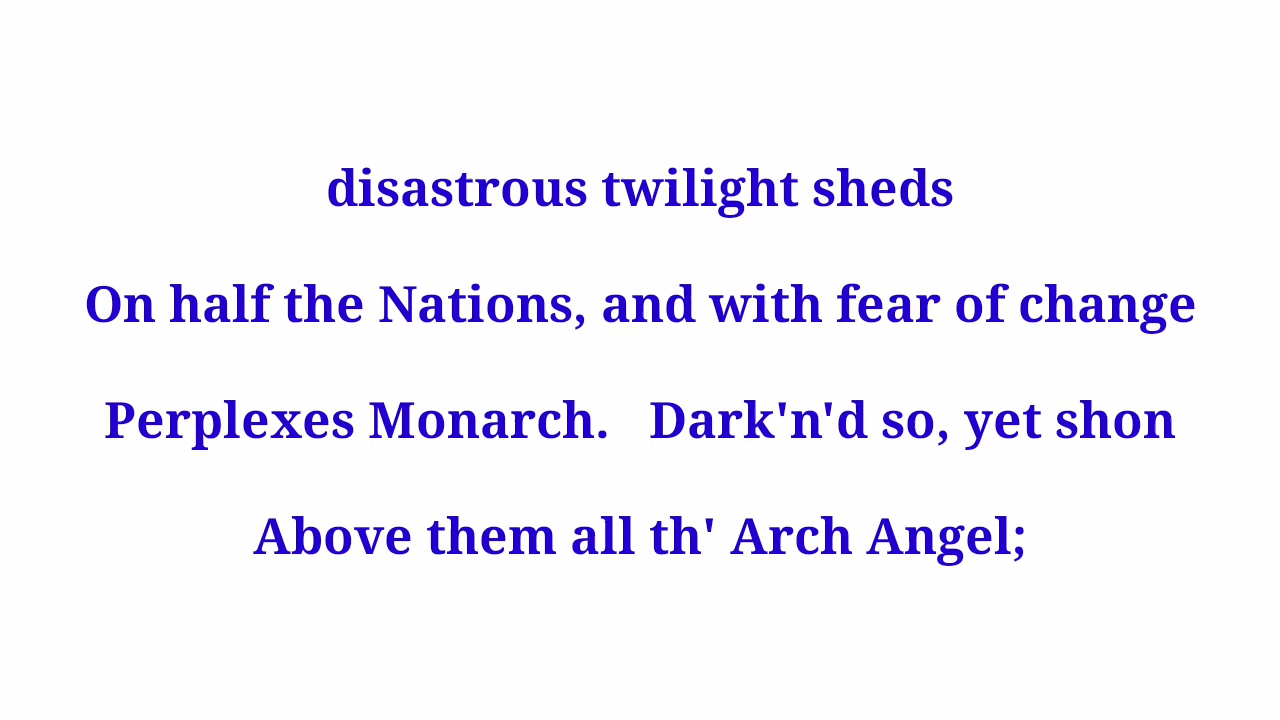 disastrous twilight sheds
On half the Nations, and with fear of change
Perplexes Monarch.   Dark'n'd so, yet shon
Above them all th' Arch Angel;